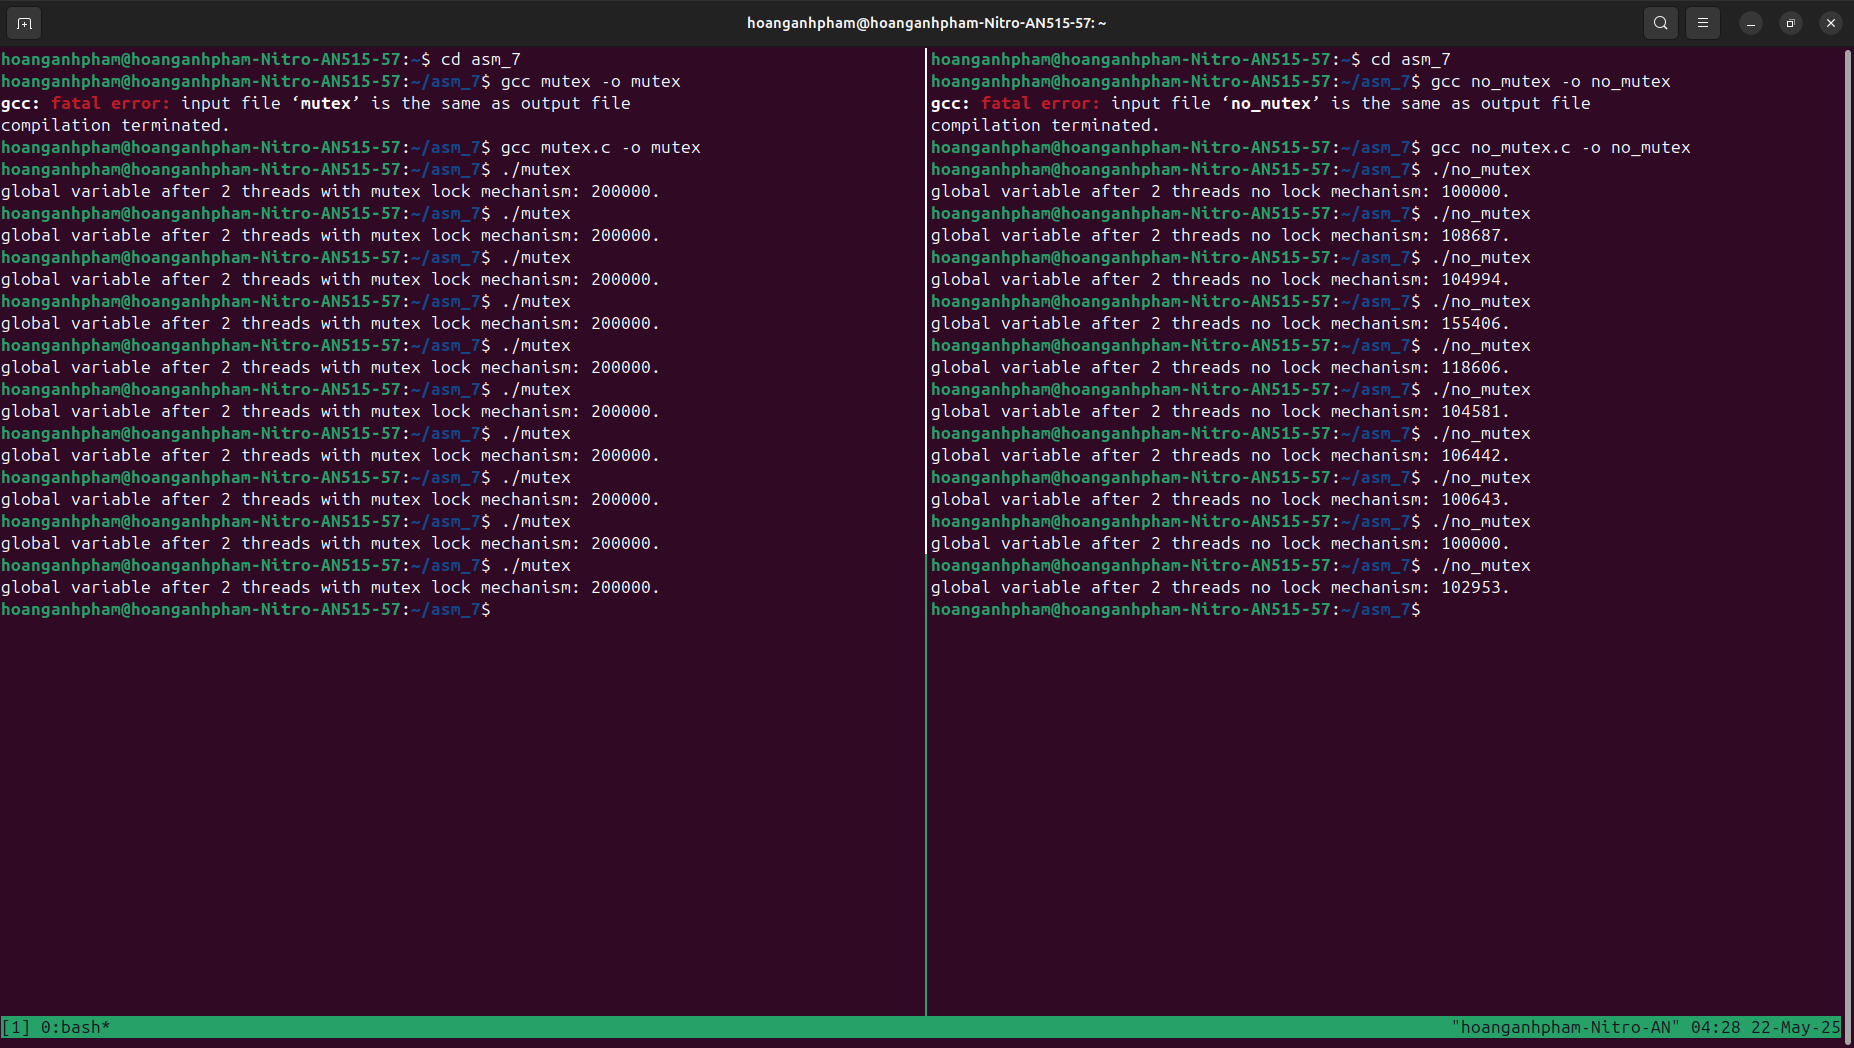 hoanganhpham@hoanganhpham-Nitro-AN515-57: ~
hoanganhpham@hoanganhpham-Nitro-AN515-57:~$ cd asm_7
hoanganhpham@hoanganhpham-Nitro-AN515-57:~/asm_7$ gcc mutex -o mutex
gcc: fatal error: input file ‘mutex’ is the same as output file
compilation terminated.
hoanganhpham@hoanganhpham-Nitro-AN515-57:~/asm_7$ gcc mutex.c -o mutex
hoanganhpham@hoanganhpham-Nitro-AN515-57:~/asm_7$ ./mutex
global variable after 2 threads with mutex lock mechanism: 200000.
hoanganhpham@hoanganhpham-Nitro-AN515-57:~/asm_7$ ./mutex
global variable after 2 threads with mutex lock mechanism: 200000.
hoanganhpham@hoanganhpham-Nitro-AN515-57:~/asm_7$ ./mutex
global variable after 2 threads with mutex lock mechanism: 200000.
hoanganhpham@hoanganhpham-Nitro-AN515-57:~/asm_7$ ./mutex
global variable after 2 threads with mutex lock mechanism: 200000.
hoanganhpham@hoanganhpham-Nitro-AN515-57:~/asm_7$ ./mutex
global variable after 2 threads with mutex lock mechanism: 200000.
hoanganhpham@hoanganhpham-Nitro-AN515-57:~/asm_7$ ./mutex
global variable after 2 threads with mutex lock mechanism: 200000.
hoanganhpham@hoanganhpham-Nitro-AN515-57:~/asm_7$ ./mutex
global variable after 2 threads with mutex lock mechanism: 200000.
hoanganhpham@hoanganhpham-Nitro-AN515-57:~/asm_7$ ./mutex
global variable after 2 threads with mutex lock mechanism: 200000.
hoanganhpham@hoanganhpham-Nitro-AN515-57:~/asm_7$ ./mutex
global variable after 2 threads with mutex lock mechanism: 200000.
hoanganhpham@hoanganhpham-Nitro-AN515-57:~/asm_7$ ./mutex
global variable after 2 threads with mutex lock mechanism: 200000.
hoanganhpham@hoanganhpham-Nitro-AN515-57:~/asm_7$
hoanganhpham@hoanganhpham-Nitro-AN515-57:~$ cd asm_7
hoanganhpham@hoanganhpham-Nitro-AN515-57:~/asm_7$ gcc no_mutex -o no_mutex
gcc: fatal error: input file ‘no_mutex’ is the same as output file
compilation terminated.
hoanganhpham@hoanganhpham-Nitro-AN515-57:~/asm_7$ gcc no_mutex.c -o no_mutex
hoanganhpham@hoanganhpham-Nitro-AN515-57:~/asm_7$ ./no_mutex
global variable after 2 threads no lock mechanism: 100000.
hoanganhpham@hoanganhpham-Nitro-AN515-57:~/asm_7$ ./no_mutex
global variable after 2 threads no lock mechanism: 108687.
hoanganhpham@hoanganhpham-Nitro-AN515-57:~/asm_7$ ./no_mutex
global variable after 2 threads no lock mechanism: 104994.
hoanganhpham@hoanganhpham-Nitro-AN515-57:~/asm_7$ ./no_mutex
global variable after 2 threads no lock mechanism: 155406.
hoanganhpham@hoanganhpham-Nitro-AN515-57:~/asm_7$ ./no_mutex
global variable after 2 threads no lock mechanism: 118606.
hoanganhpham@hoanganhpham-Nitro-AN515-57:~/asm_7$ ./no_mutex
global variable after 2 threads no lock mechanism: 104581.
hoanganhpham@hoanganhpham-Nitro-AN515-57:~/asm_7$ ./no_mutex
global variable after 2 threads no lock mechanism: 106442.
hoanganhpham@hoanganhpham-Nitro-AN515-57:~/asm_7$ ./no_mutex
global variable after 2 threads no lock mechanism: 100643.
hoanganhpham@hoanganhpham-Nitro-AN515-57:~/asm_7$ ./no_mutex
global variable after 2 threads no lock mechanism: 100000.
hoanganhpham@hoanganhpham-Nitro-AN515-57:~/asm_7$ ./no_mutex
global variable after 2 threads no lock mechanism: 102953.
hoanganhpham@hoanganhpham-Nitro-AN515-57:~/asm_7$
[1] 0:bash* "hoanganhpham-Nitro-AN" 04:28 22-May-25